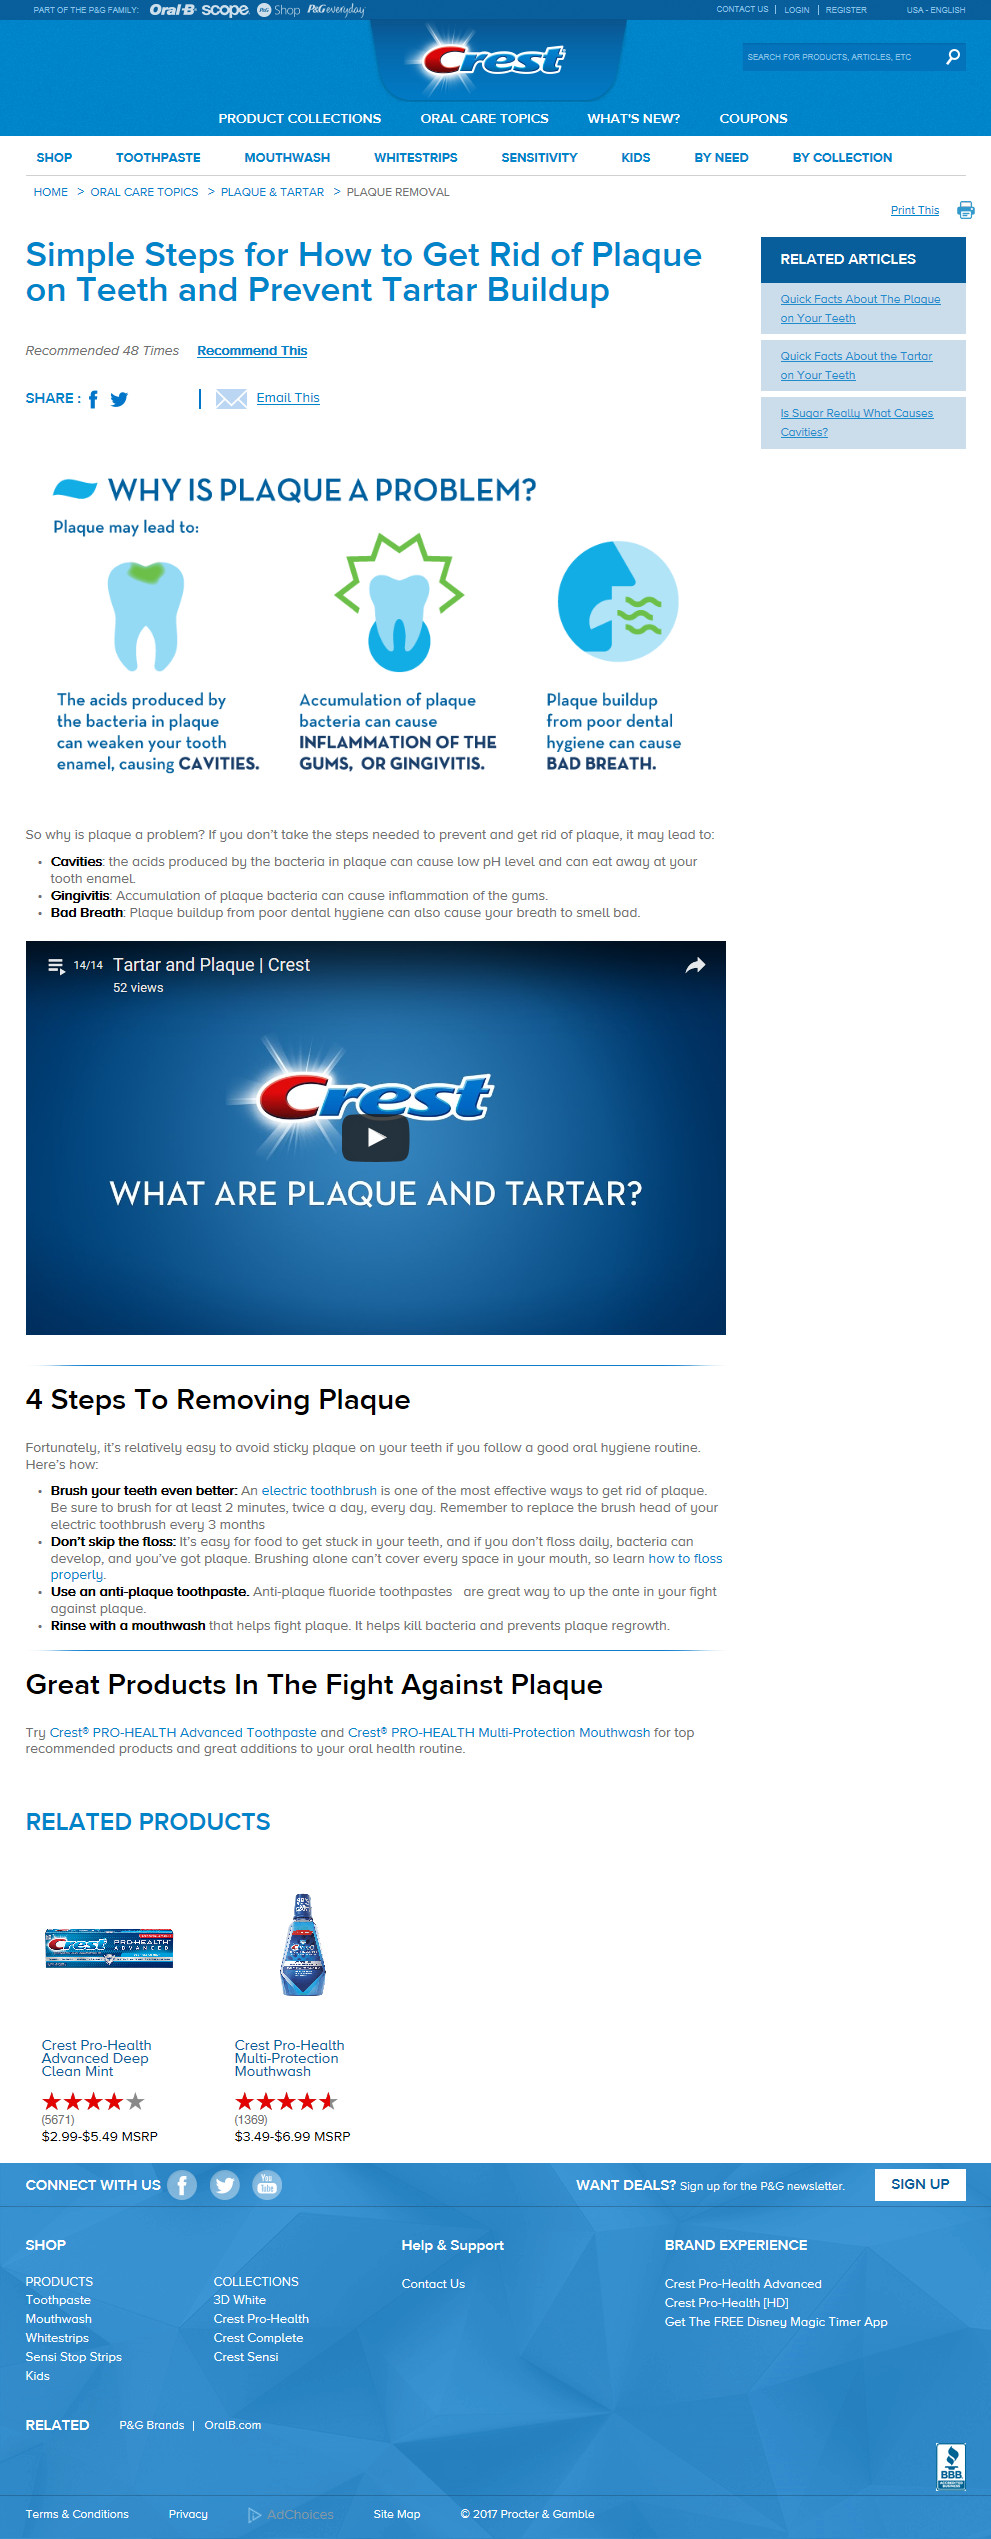 PART OF THE P&G FAMILY: Oral-B scope P&G Shop P&G everyday CONTACT US | LOGIN | REGISTER USA - ENGLISH
Crest
SEARCH FOR PRODUCTS, ARTICLES, ETC
PRODUCT COLLECTIONS ORAL CARE TOPICS WHAT'S NEW? COUPONS
SHOP TOOTHPASTE MOUTHWASH WHITESTRIPS SENSITIVITY KIDS BY NEED BY COLLECTION
HOME > ORAL CARE TOPICS > PLAQUE & TARTAR > PLAQUE REMOVAL
Print This
Simple Steps for How to Get Rid of Plaque
on Teeth and Prevent Tartar Buildup
Recommended 48 Times Recommend This
SHARE : | Email This
RELATED ARTICLES
Quick Facts About The Plaque
on Your Teeth
Quick Facts About the Tartar
on Your Teeth
Is Sugar Really What Causes
Cavities?
WHY IS PLAQUE A PROBLEM?
Plaque may lead to:
The acids produced by
the bacteria in plaque
can weaken your tooth
enamel, causing CAVITIES.
Accumulation of plaque
bacteria can cause
INFLAMMATION OF THE
GUMS, OR GINGIVITIS.
Plaque buildup
from poor dental
hygiene can cause
BAD BREATH.
So why is plaque a problem? If you don't take the steps needed to prevent and get rid of plaque, it may lead to:
• Cavities: the acids produced by the bacteria in plaque can cause low pH level and can eat away at your
tooth enamel.
• Gingivitis: Accumulation of plaque bacteria can cause inflammation of the gums.
• Bad Breath: Plaque buildup from poor dental hygiene can also cause your breath to smell bad.
14/14 Tartar and Plaque | Crest
52 views
Crest
WHAT ARE PLAQUE AND TARTAR?
4 Steps To Removing Plaque
Fortunately, it's relatively easy to avoid sticky plaque on your teeth if you follow a good oral hygiene routine.
Here's how:
• Brush your teeth even better: An electric toothbrush is one of the most effective ways to get rid of plaque.
Be sure to brush for at least 2 minutes, twice a day, every day. Remember to replace the brush head of your
electric toothbrush every 3 months
• Don't skip the floss: It's easy for food to get stuck in your teeth, and if you don't floss daily, bacteria can
develop, and you've got plaque. Brushing alone can't cover every space in your mouth, so learn how to floss
properly.
• Use an anti-plaque toothpaste. Anti-plaque fluoride toothpastes are great way to up the ante in your fight
against plaque.
• Rinse with a mouthwash that helps fight plaque. It helps kill bacteria and prevents plaque regrowth.
Great Products In The Fight Against Plaque
Try Crest® PRO-HEALTH Advanced Toothpaste and Crest® PRO-HEALTH Multi-Protection Mouthwash for top
recommended products and great additions to your oral health routine.
RELATED PRODUCTS
Crest PRO-HEALTH
ADVANCED
Crest Pro-Health
Advanced Deep
Clean Mint
(5671)
$2.99-$5.49 MSRP
Crest Pro-Health
Multi-Protection
Mouthwash
(1369)
$3.49-$6.99 MSRP
CONNECT WITH US You Tube WANT DEALS? Sign up for the P&G newsletter. SIGN UP
SHOP
PRODUCTS
Toothpaste
Mouthwash
Whitestrips
Sensi Stop Strips
Kids
COLLECTIONS
3D White
Crest Pro-Health
Crest Complete
Crest Sensi
Help & Support
Contact Us
BRAND EXPERIENCE
Crest Pro-Health Advanced
Crest Pro-Health [HD]
Get The FREE Disney Magic Timer App
RELATED P&G Brands | OralB.com
BBB
Terms & Conditions Privacy AdChoices Site Map © 2017 Procter & Gamble